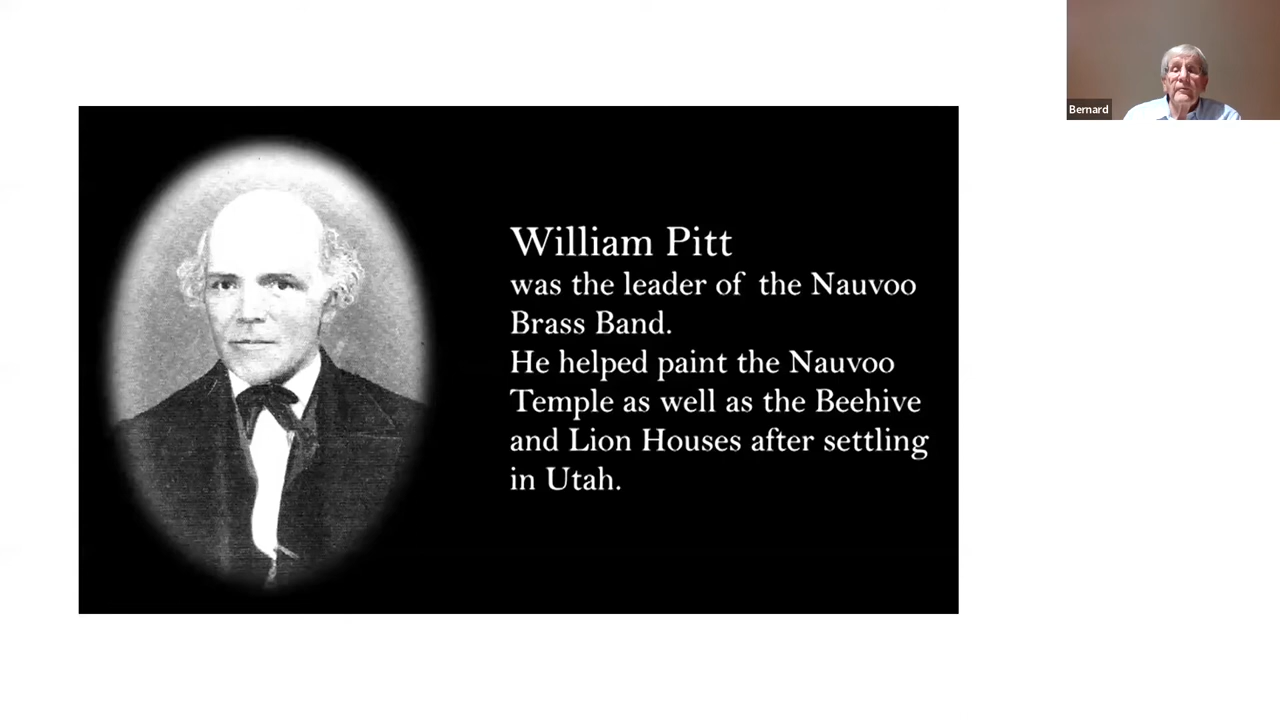 William Pitt
was the leader of the Nauvoo
Brass Band.
He helped paint the Nauvoo
Temple as well as the Beehive
and Lion Houses after settling
in Utah.
Bernard